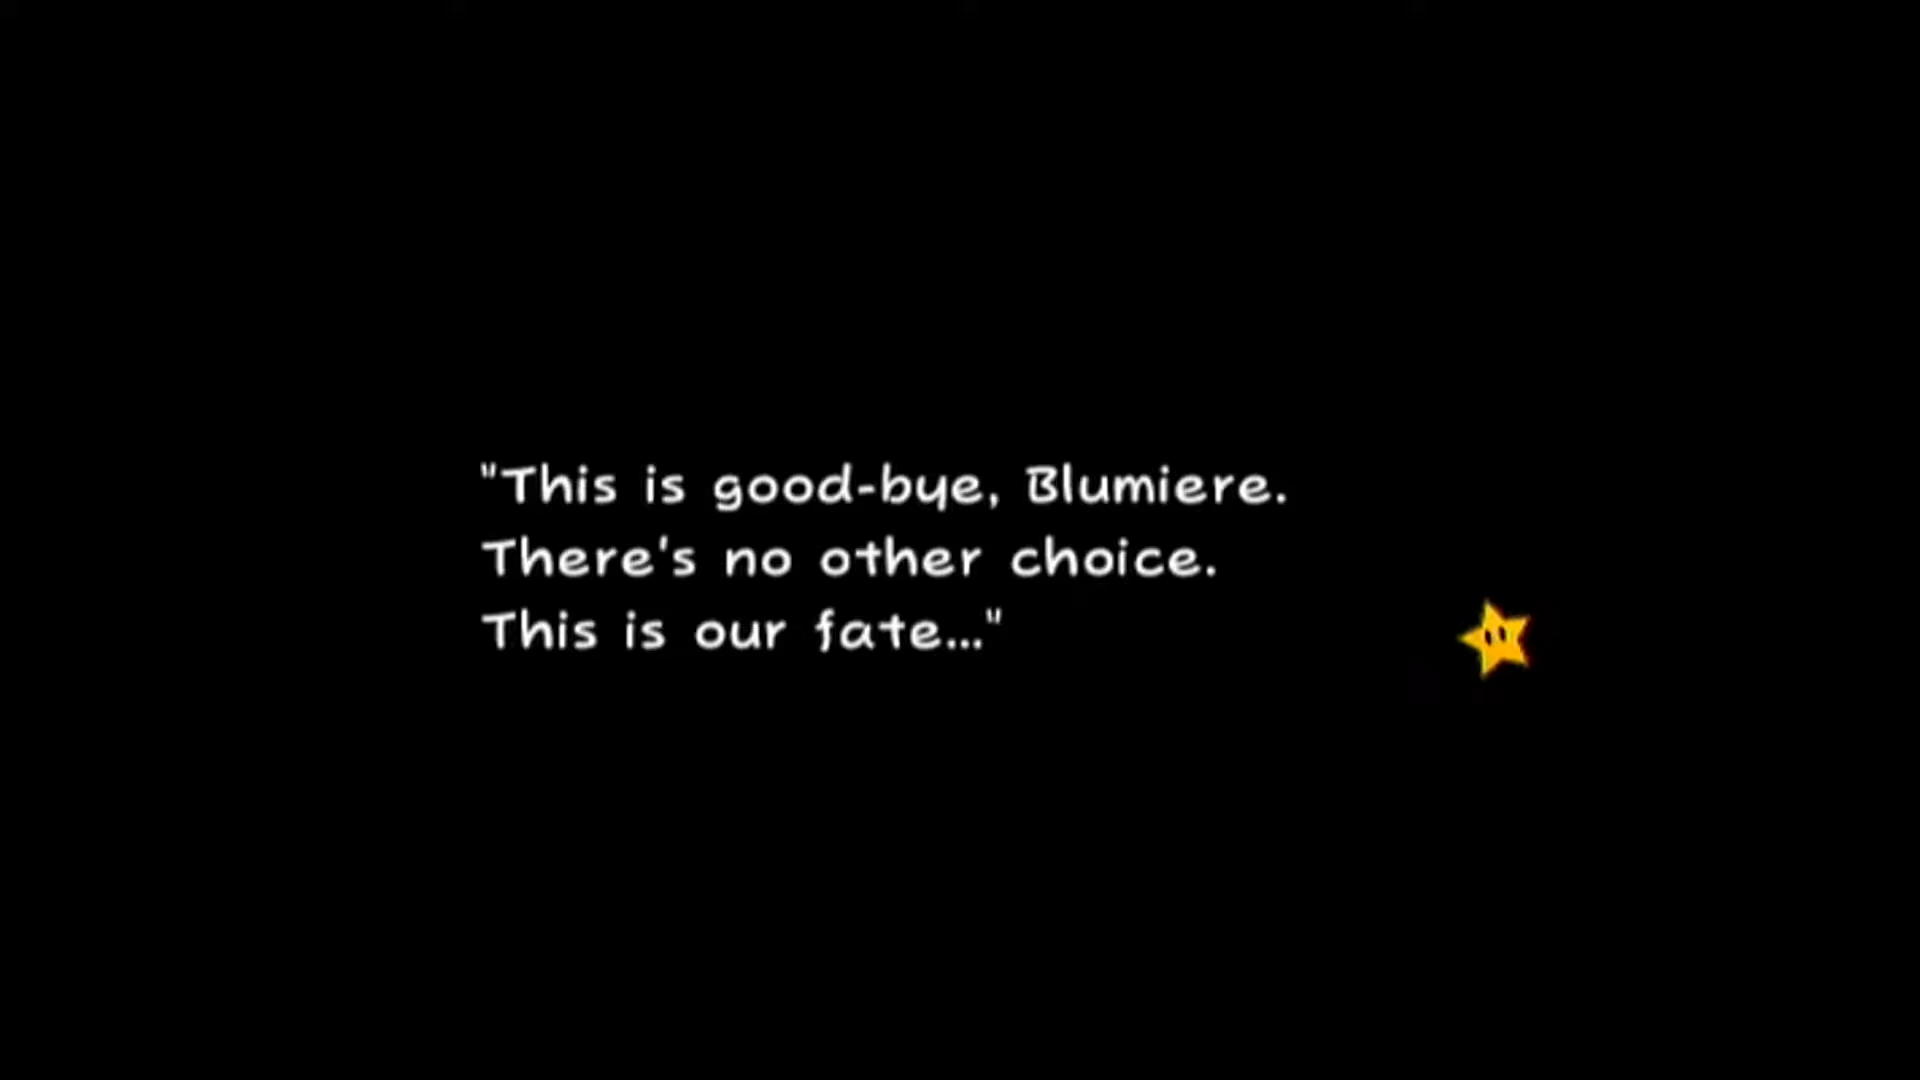 "This is good-bye, Blumiere.
There's no other choice.
This is our fate..."